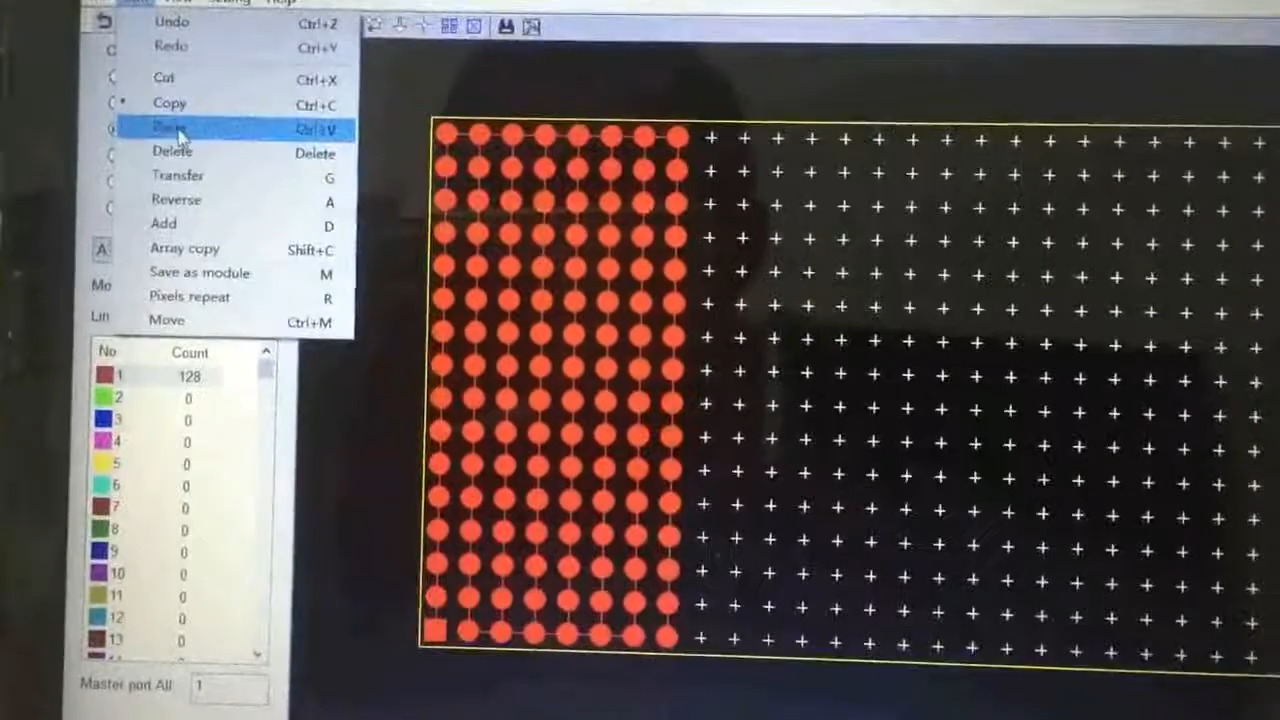 Undo Ctrl+Z
Redo Ctrl+Y
Cut Ctrl+X
Copy Ctrl+C
Ctrl+V
Delete Delete
Transfer G
Reverse A
Add D
Array copy Shift+C
Save as module M
Pixels repeat R
Move Ctrl+M
A
Mo
Lin
No Count
1 128
2 0
3 0
4 0
5 0
6 0
7 0
8 0
9 0
10 0
11 0
12 0
13 0
Master port All 1